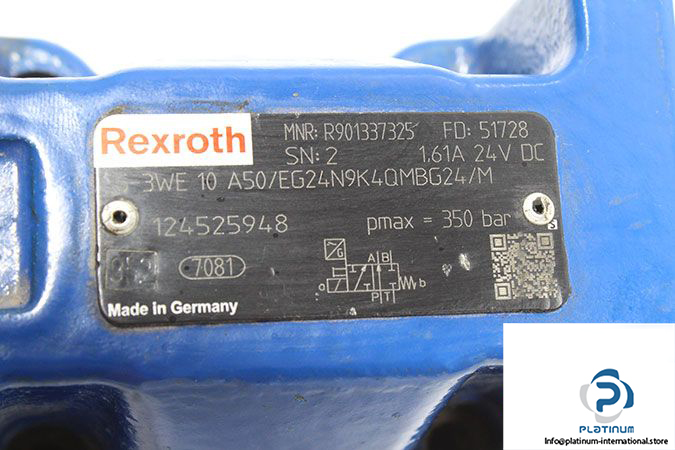 Rexroth
MNR: R901337325 FD: 51728
SN: 2 1.61A 24V DC
3WE 10 A50/EG24N9K4QMBG24/M
124525948 pmax = 350 bar
7081
G
A B
a b
P T
Made in Germany
S
PLATINUM
Info@platinum-international.store